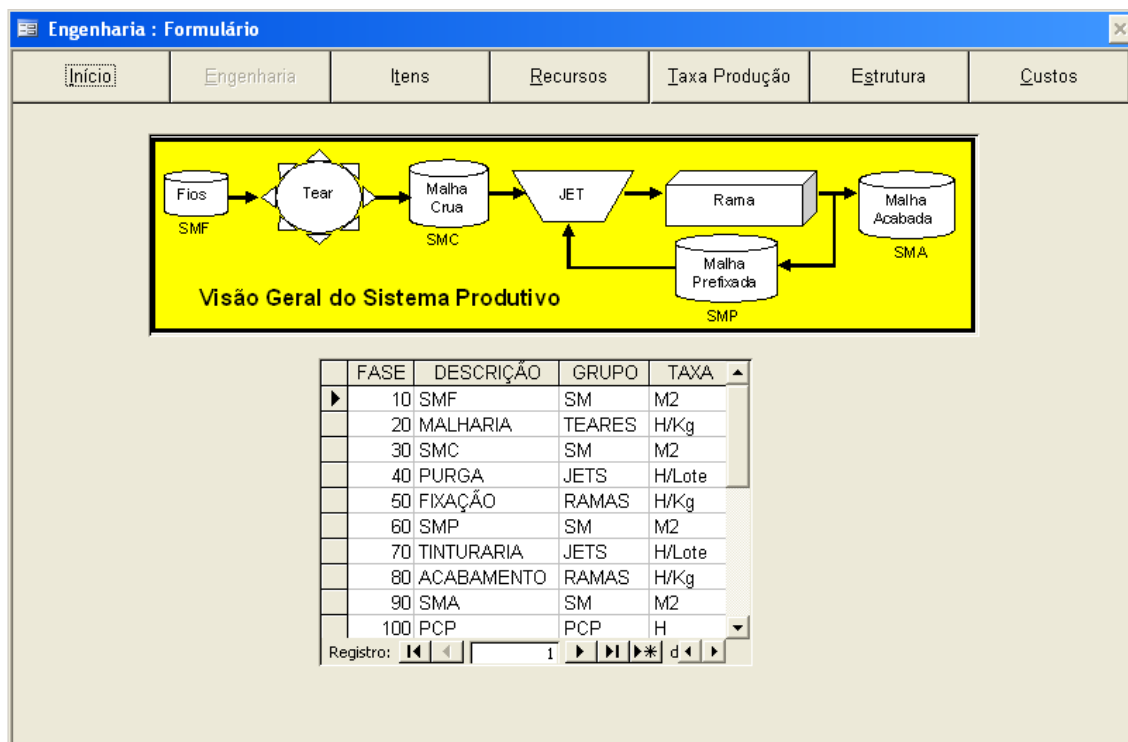 Engenharia : Formulário
Início Engenharia Itens Recursos Taxa Produção Estrutura Custos
Fios
SMF
Tear
Malha
Crua
SMC
JET
Rama
Malha
Acabada
SMA
Malha
Prefixada
SMP
Visão Geral do Sistema Produtivo
FASE DESCRIÇÃO GRUPO TAXA
10 SMF SM M2
20 MALHARIA TEARES H/Kg
30 SMC SM M2
40 PURGA JETS H/Lote
50 FIXAÇÃO RAMAS H/Kg
60 SMP SM M2
70 TINTURARIA JETS H/Lote
80 ACABAMENTO RAMAS H/Kg
90 SMA SM M2
100 PCP PCP H
Registro: 1 d